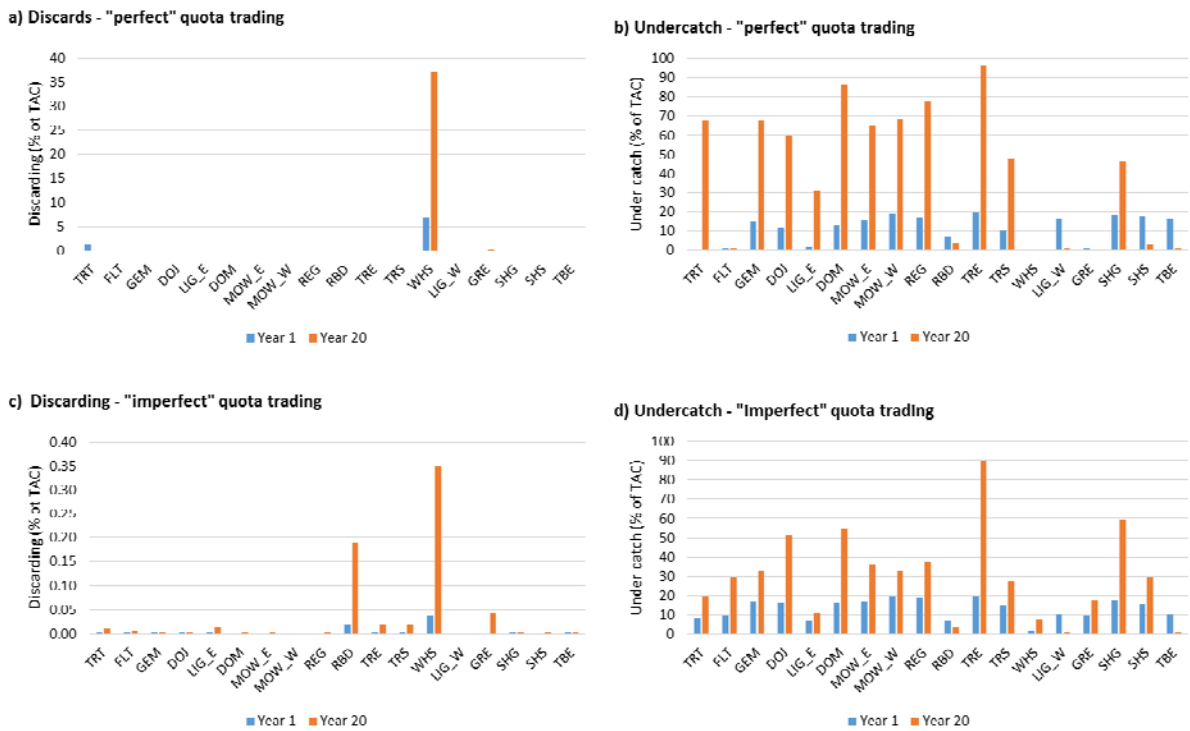 a) Discards - "perfect" quota trading
Discarding (% of TAC)
40
35
30
25
20
15
10
5
0
TRT FLT GEM DOJ LIG_E DOM MOW_E MOW_W REG RBD TRE TRS WHS LIG_W GRE SHG SHS TBE
Year 1 Year 20
b) Undercatch - "perfect" quota trading
Under catch (% of TAC)
100
90
80
70
60
50
40
30
20
10
0
TRT FLT GEM DOJ LIG_E DOM MOW_E MOW_W REG RBD TRE TRS WHS LIG_W GRE SHG SHS TBE
Year 1 Year 20
c) Discarding - "imperfect" quota trading
Discarding (% of TAC)
0.40
0.35
0.30
0.25
0.20
0.15
0.10
0.05
0.00
TRT FLT GEM DOJ LIG_E DOM MOW_E MOW_W REG RBD TRE TRS WHS LIG_W GRE SHG SHS TBE
Year 1 Year 20
d) Undercatch - "Imperfect" quota trading
Under catch (% of TAC)
100
90
80
70
60
50
40
30
20
10
0
TRT FLT GEM DOJ LIG_E DOM MOW_E MOW_W REG RBD TRE TRS WHS LIG_W GRE SHG SHS TBE
Year 1 Year 20